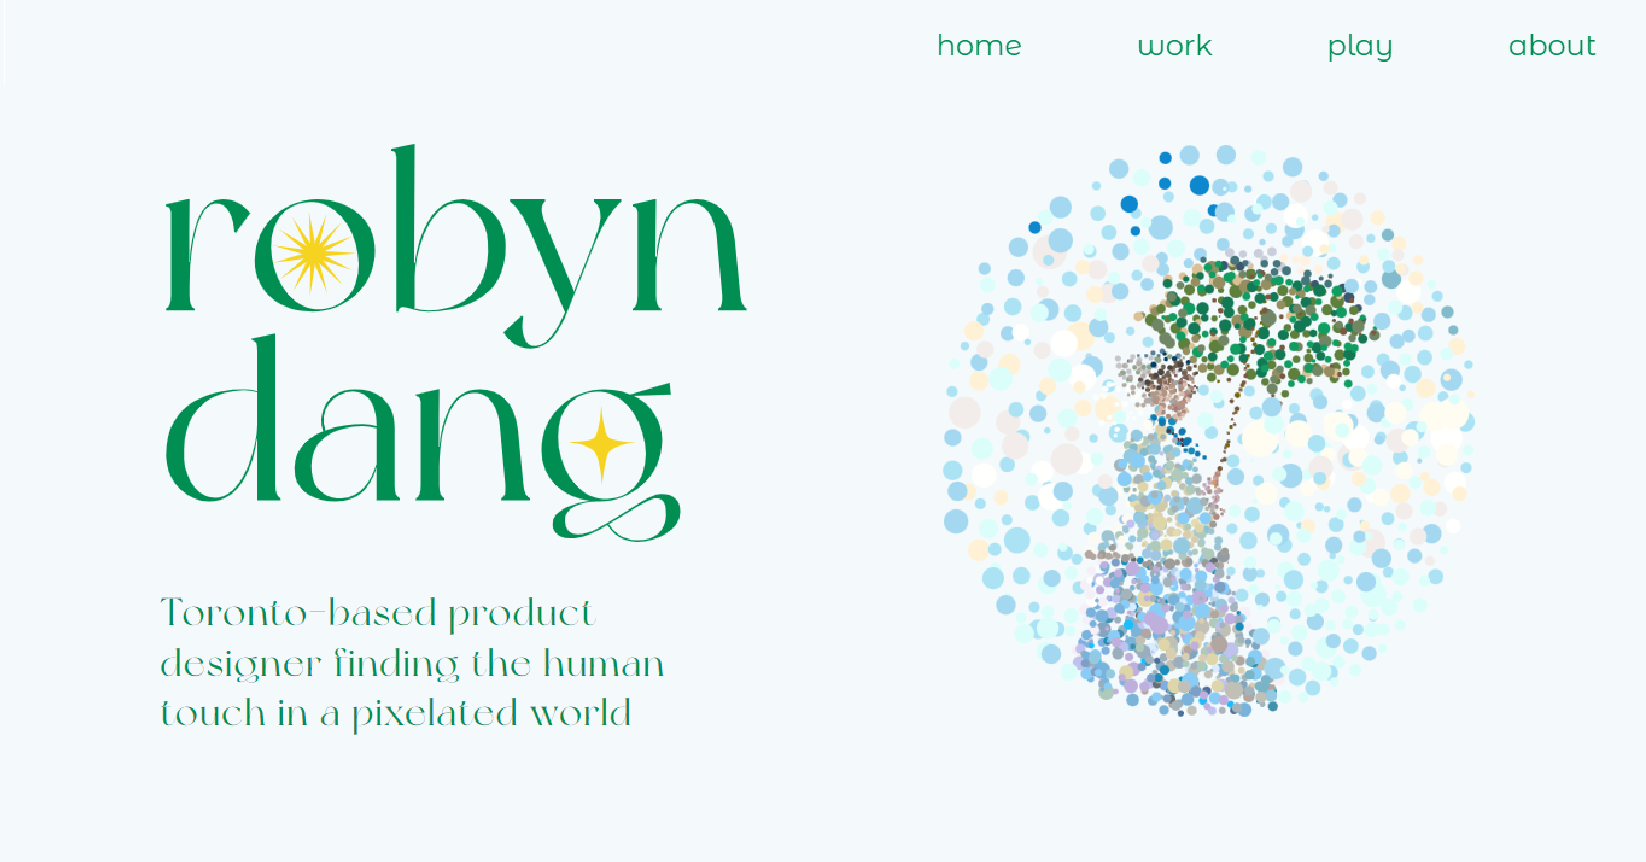 home work play about
robyn
dang
Toronto-based product
designer finding the human
touch in a pixelated world